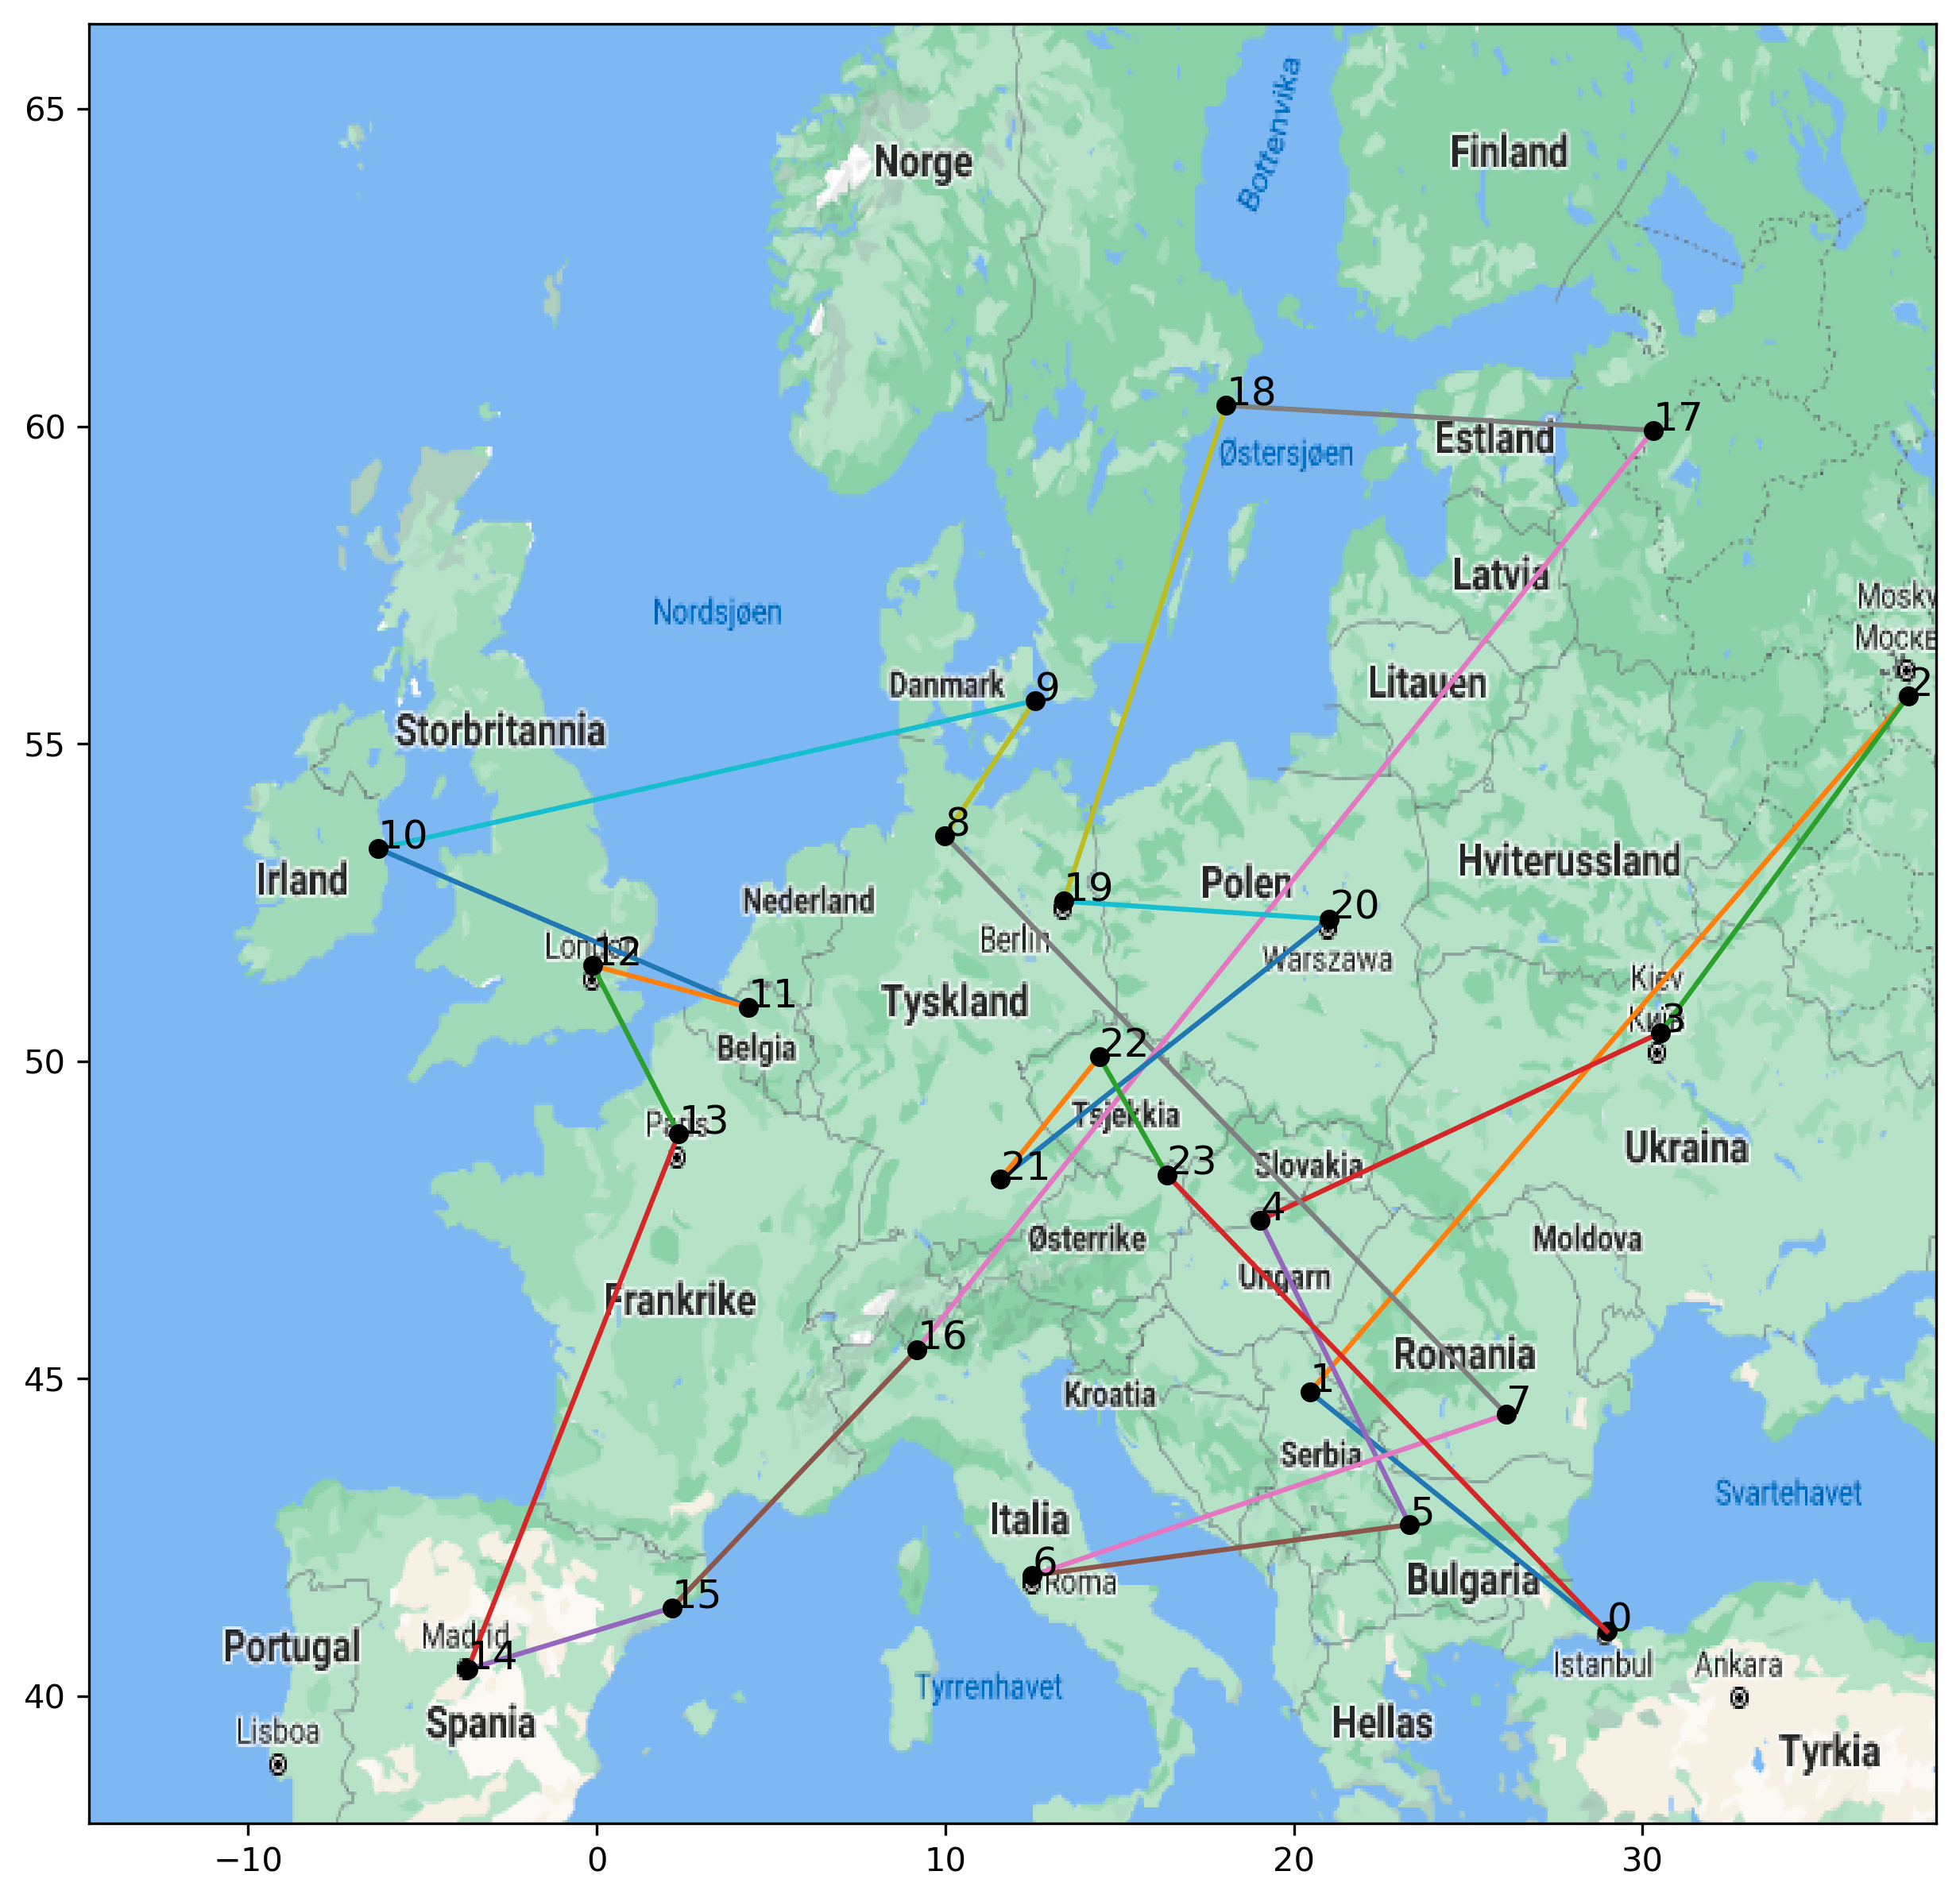 65
60
55
50
45
40
−10
0
10
20
30
Norge
Bottenvika
Finland
18
17
Østersjøen
Estland
Latvia
Nordsjøen
Moskv
Моске
Danmark
9
Litauen
2
Storbritannia
10
8
Irland
Nederland
19
Polen
20
Hviterussland
London
12
Berlin
Warszawa
11
Tyskland
Kiev
3
Belgia
22
Paris
13
Tsjekkia
21
23
Slovakia
Ukraina
4
Østerrike
Moldova
Ungarn
Frankrike
16
Romania
1
Kroatia
7
Serbia
Svartehavet
Italia
5
6
Roma
Bulgaria
15
0
Portugal
Madrid
14
Istanbul
Ankara
Tyrrenhavet
Lisboa
Spania
Hellas
Tyrkia